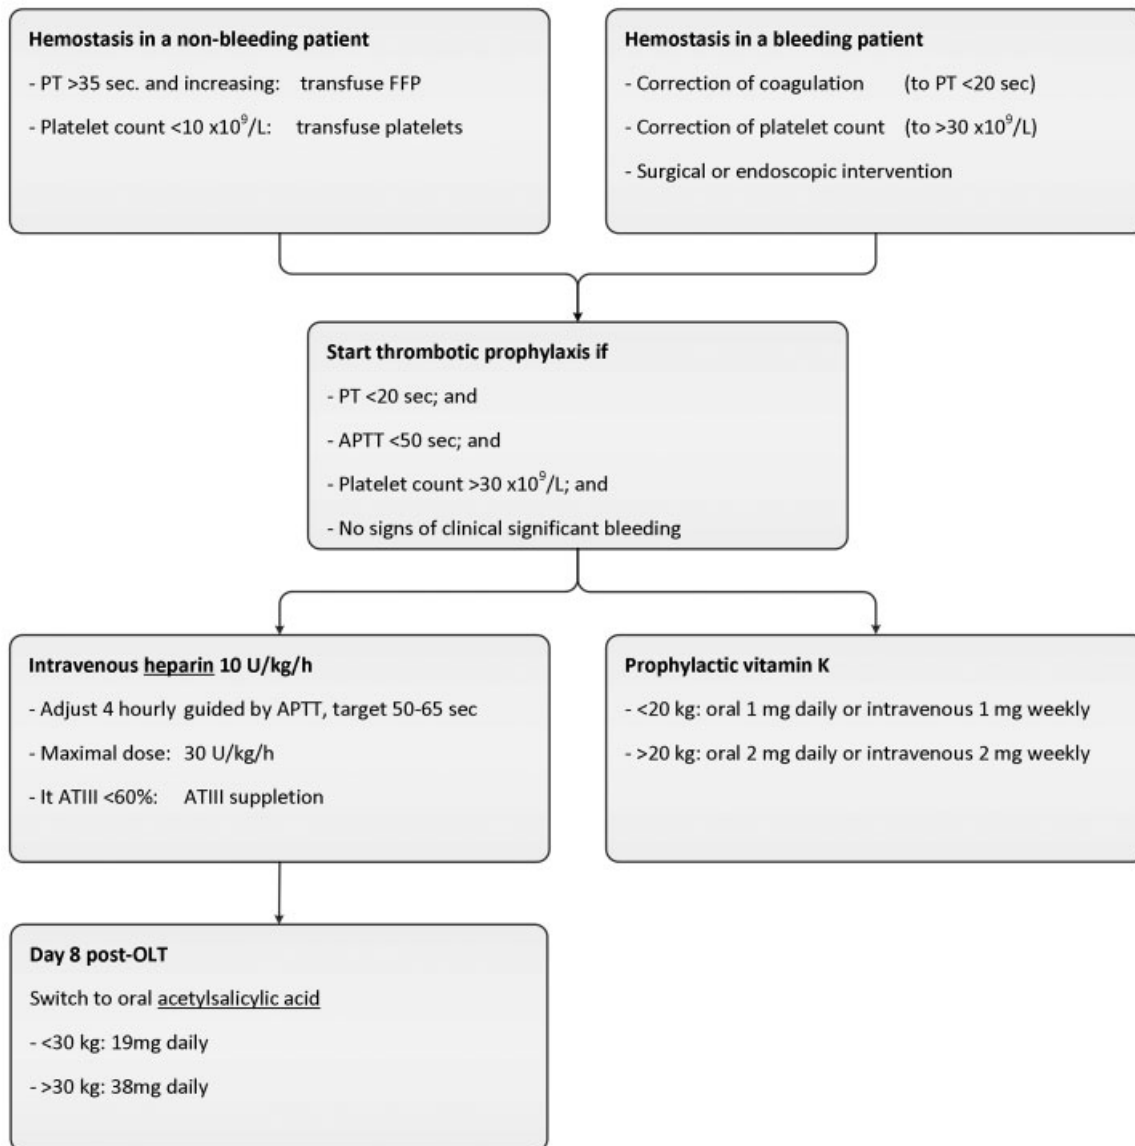 Hemostasis in a non-bleeding patient
- PT >35 sec. and increasing: transfuse FFP
- Platelet count <10 x10⁹/L: transfuse platelets
Hemostasis in a bleeding patient
- Correction of coagulation (to PT <20 sec)
- Correction of platelet count (to >30 x10⁹/L)
- Surgical or endoscopic intervention
Start thrombotic prophylaxis if
- PT <20 sec; and
- APTT <50 sec; and
- Platelet count >30 x10⁹/L; and
- No signs of clinical significant bleeding
Intravenous heparin 10 U/kg/h
- Adjust 4 hourly guided by APTT, target 50-65 sec
- Maximal dose: 30 U/kg/h
- It ATIII <60%: ATIII suppletion
Prophylactic vitamin K
- <20 kg: oral 1 mg daily or intravenous 1 mg weekly
- >20 kg: oral 2 mg daily or intravenous 2 mg weekly
Day 8 post-OLT
Switch to oral acetylsalicylic acid
- <30 kg: 19mg daily
- >30 kg: 38mg daily